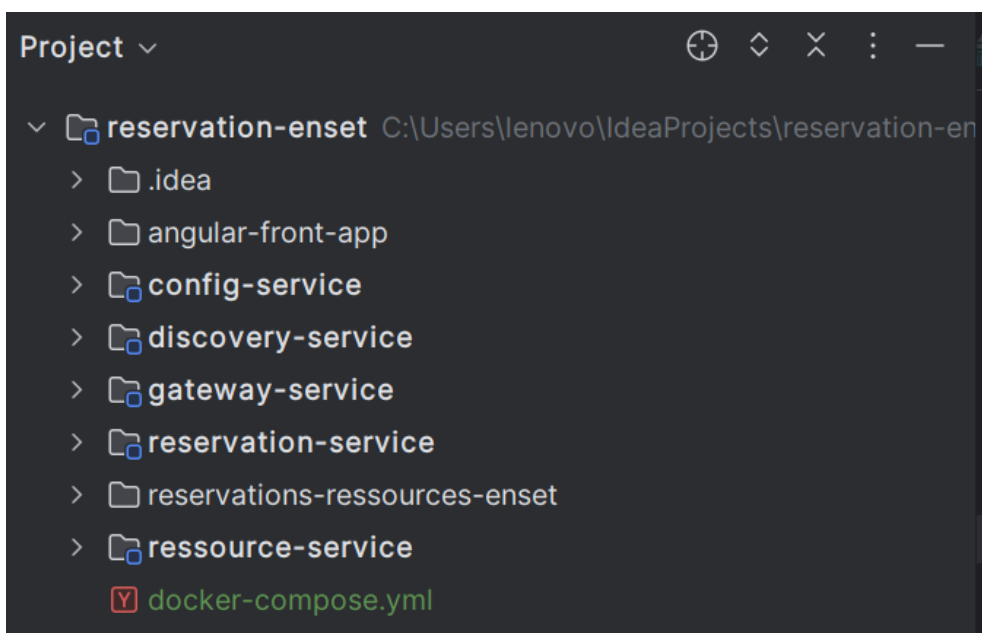 Project
reservation-enset C:\Users\lenovo\IdeaProjects\reservation-en
.idea
angular-front-app
config-service
discovery-service
gateway-service
reservation-service
reservations-ressources-enset
ressource-service
Y docker-compose.yml